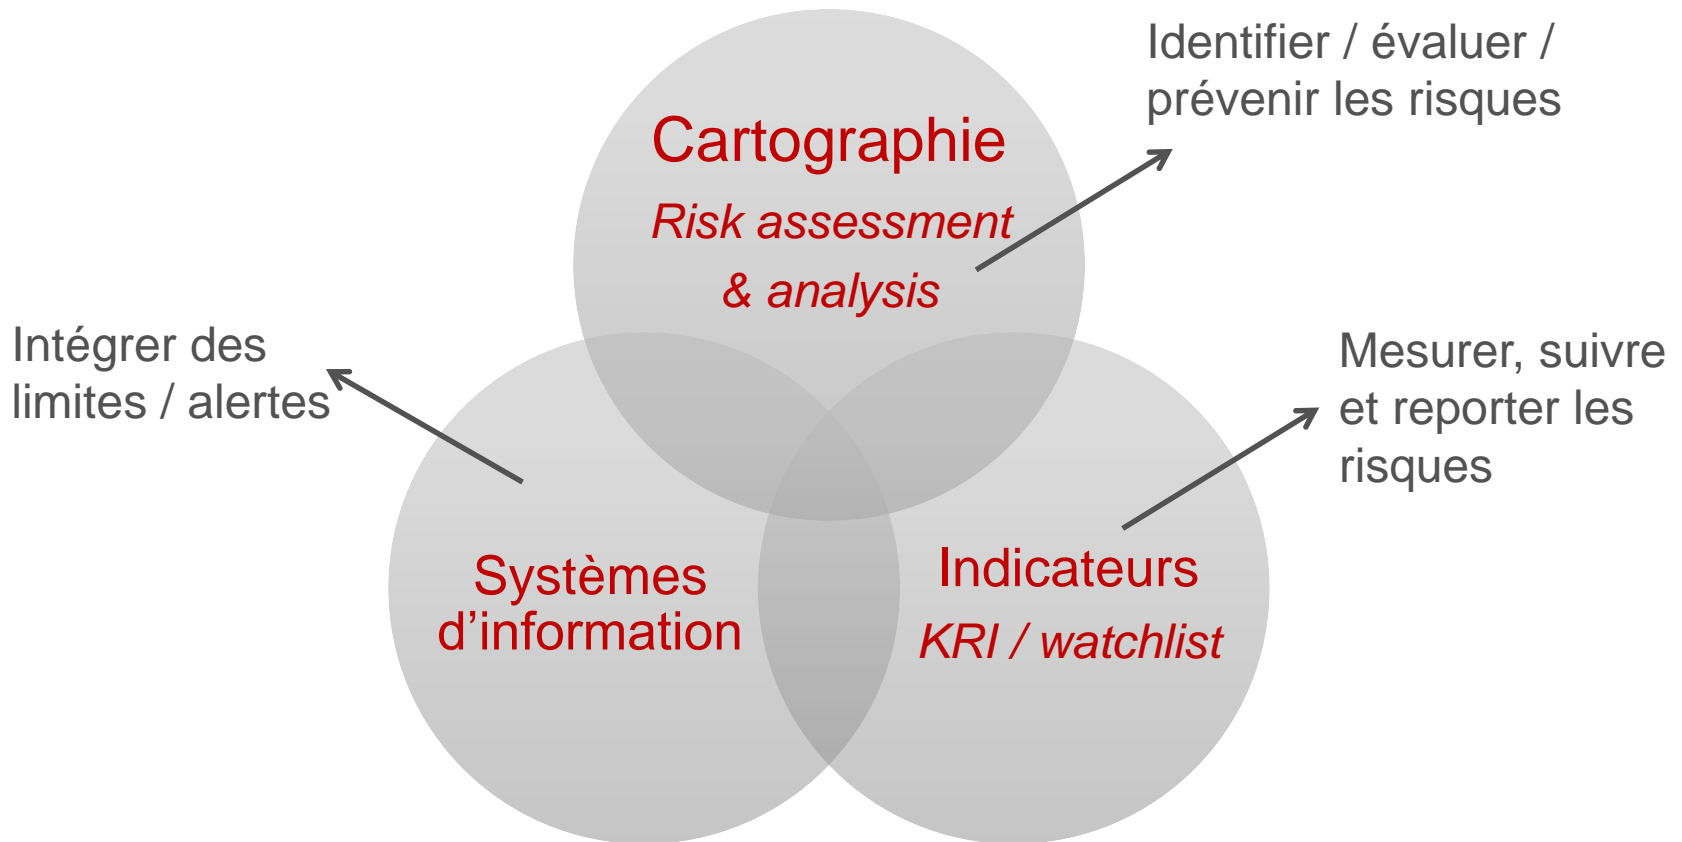 Identifier / évaluer /
prévenir les risques
Cartographie
Risk assessment
& analysis
Intégrer des
limites / alertes
Mesurer, suivre
et reporter les
risques
Systèmes
d’information
Indicateurs
KRI / watchlist